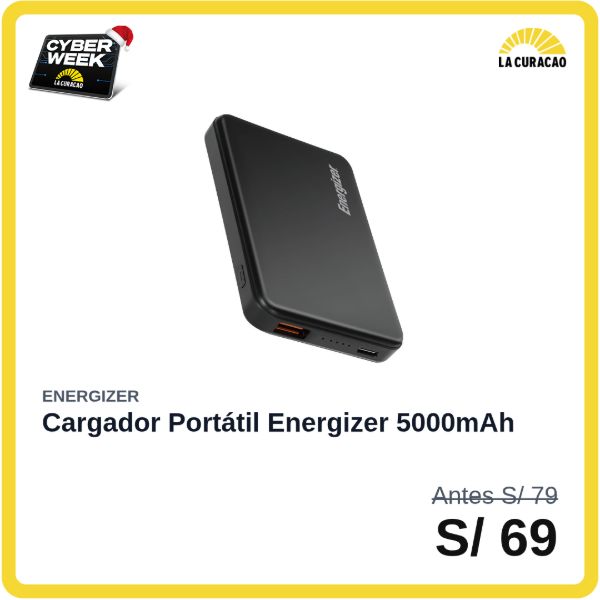 CYBER
WEEK
LA CURACAO
LA CURACAO
Energizer
ENERGIZER
Cargador Portátil Energizer 5000mAh
Antes S/ 79
S/ 69